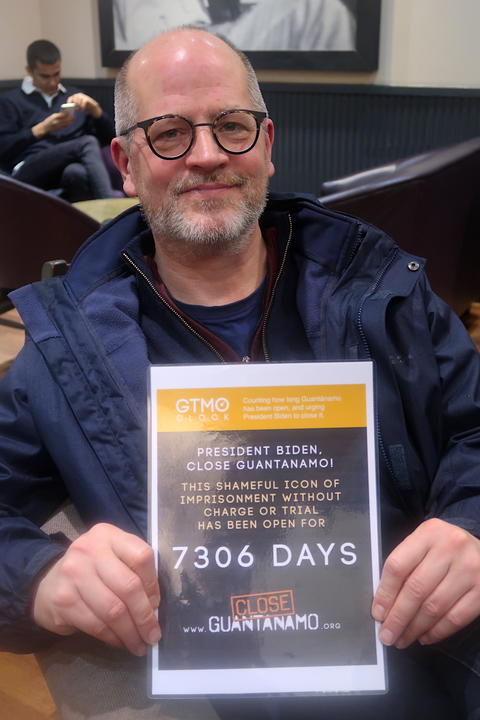 GTMO
CLOCK
Counting how long Guantánamo
has been open, and urging
President Biden to close it.
PRESIDENT BIDEN,
CLOSE GUANTANAMO!
THIS SHAMEFUL ICON OF
IMPRISONMENT WITHOUT
CHARGE OR TRIAL
HAS BEEN OPEN FOR
7306 DAYS
CLOSE
www.GUANTANAMO.ORG